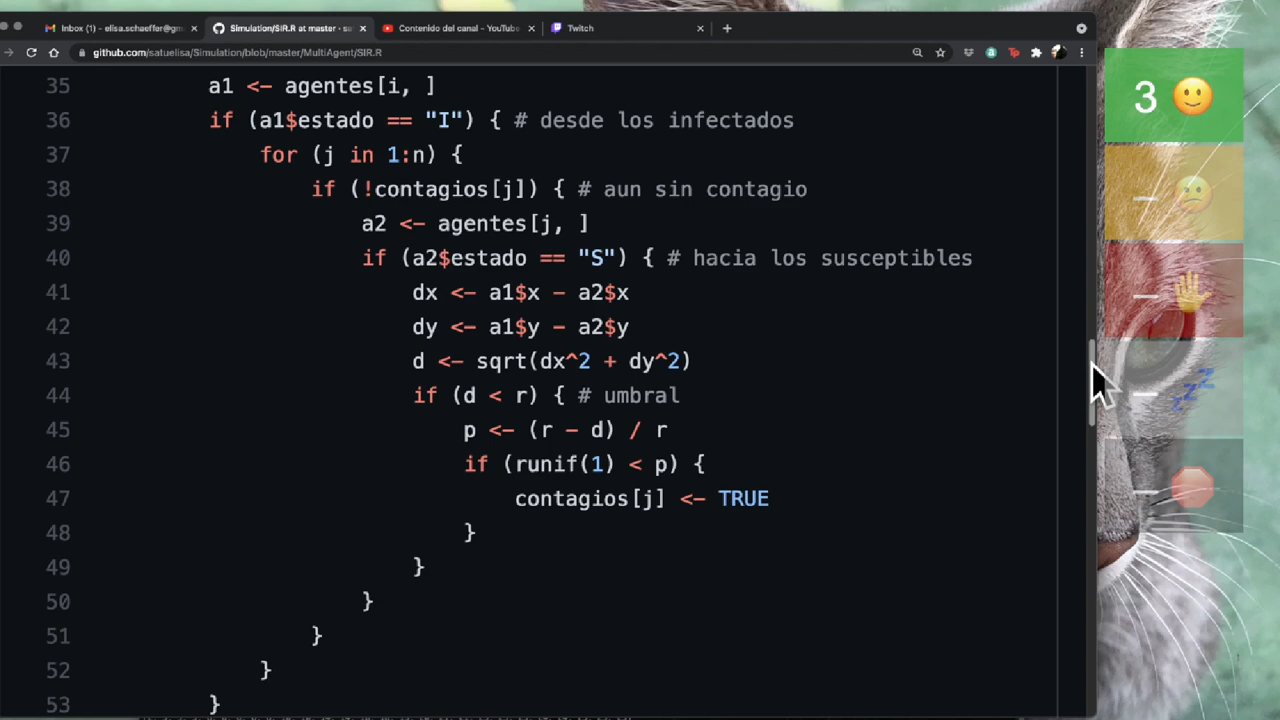 Inbox (1) - elisa.schaeffer@gm
Simulation/SIR.R at master · sa
Contenido del canal - YouTube
Twitch
github.com/satuelisa/Simulation/blob/master/MultiAgent/SIR.R
35 a1 <- agentes[i, ]
36 if (a1$estado == "I") { # desde los infectados
37 for (j in 1:n) {
38 if (!contagios[j]) { # aun sin contagio
39 a2 <- agentes[j, ]
40 if (a2$estado == "S") { # hacia los susceptibles
41 dx <- a1$x - a2$x
42 dy <- a1$y - a2$y
43 d <- sqrt(dx^2 + dy^2)
44 if (d < r) { # umbral
45 p <- (r - d) / r
46 if (runif(1) < p) {
47 contagios[j] <- TRUE
48 }
49 }
50 }
51 }
52 }
53 }
3 🙂
– 😕
– ✋
– 💤
– 🛑